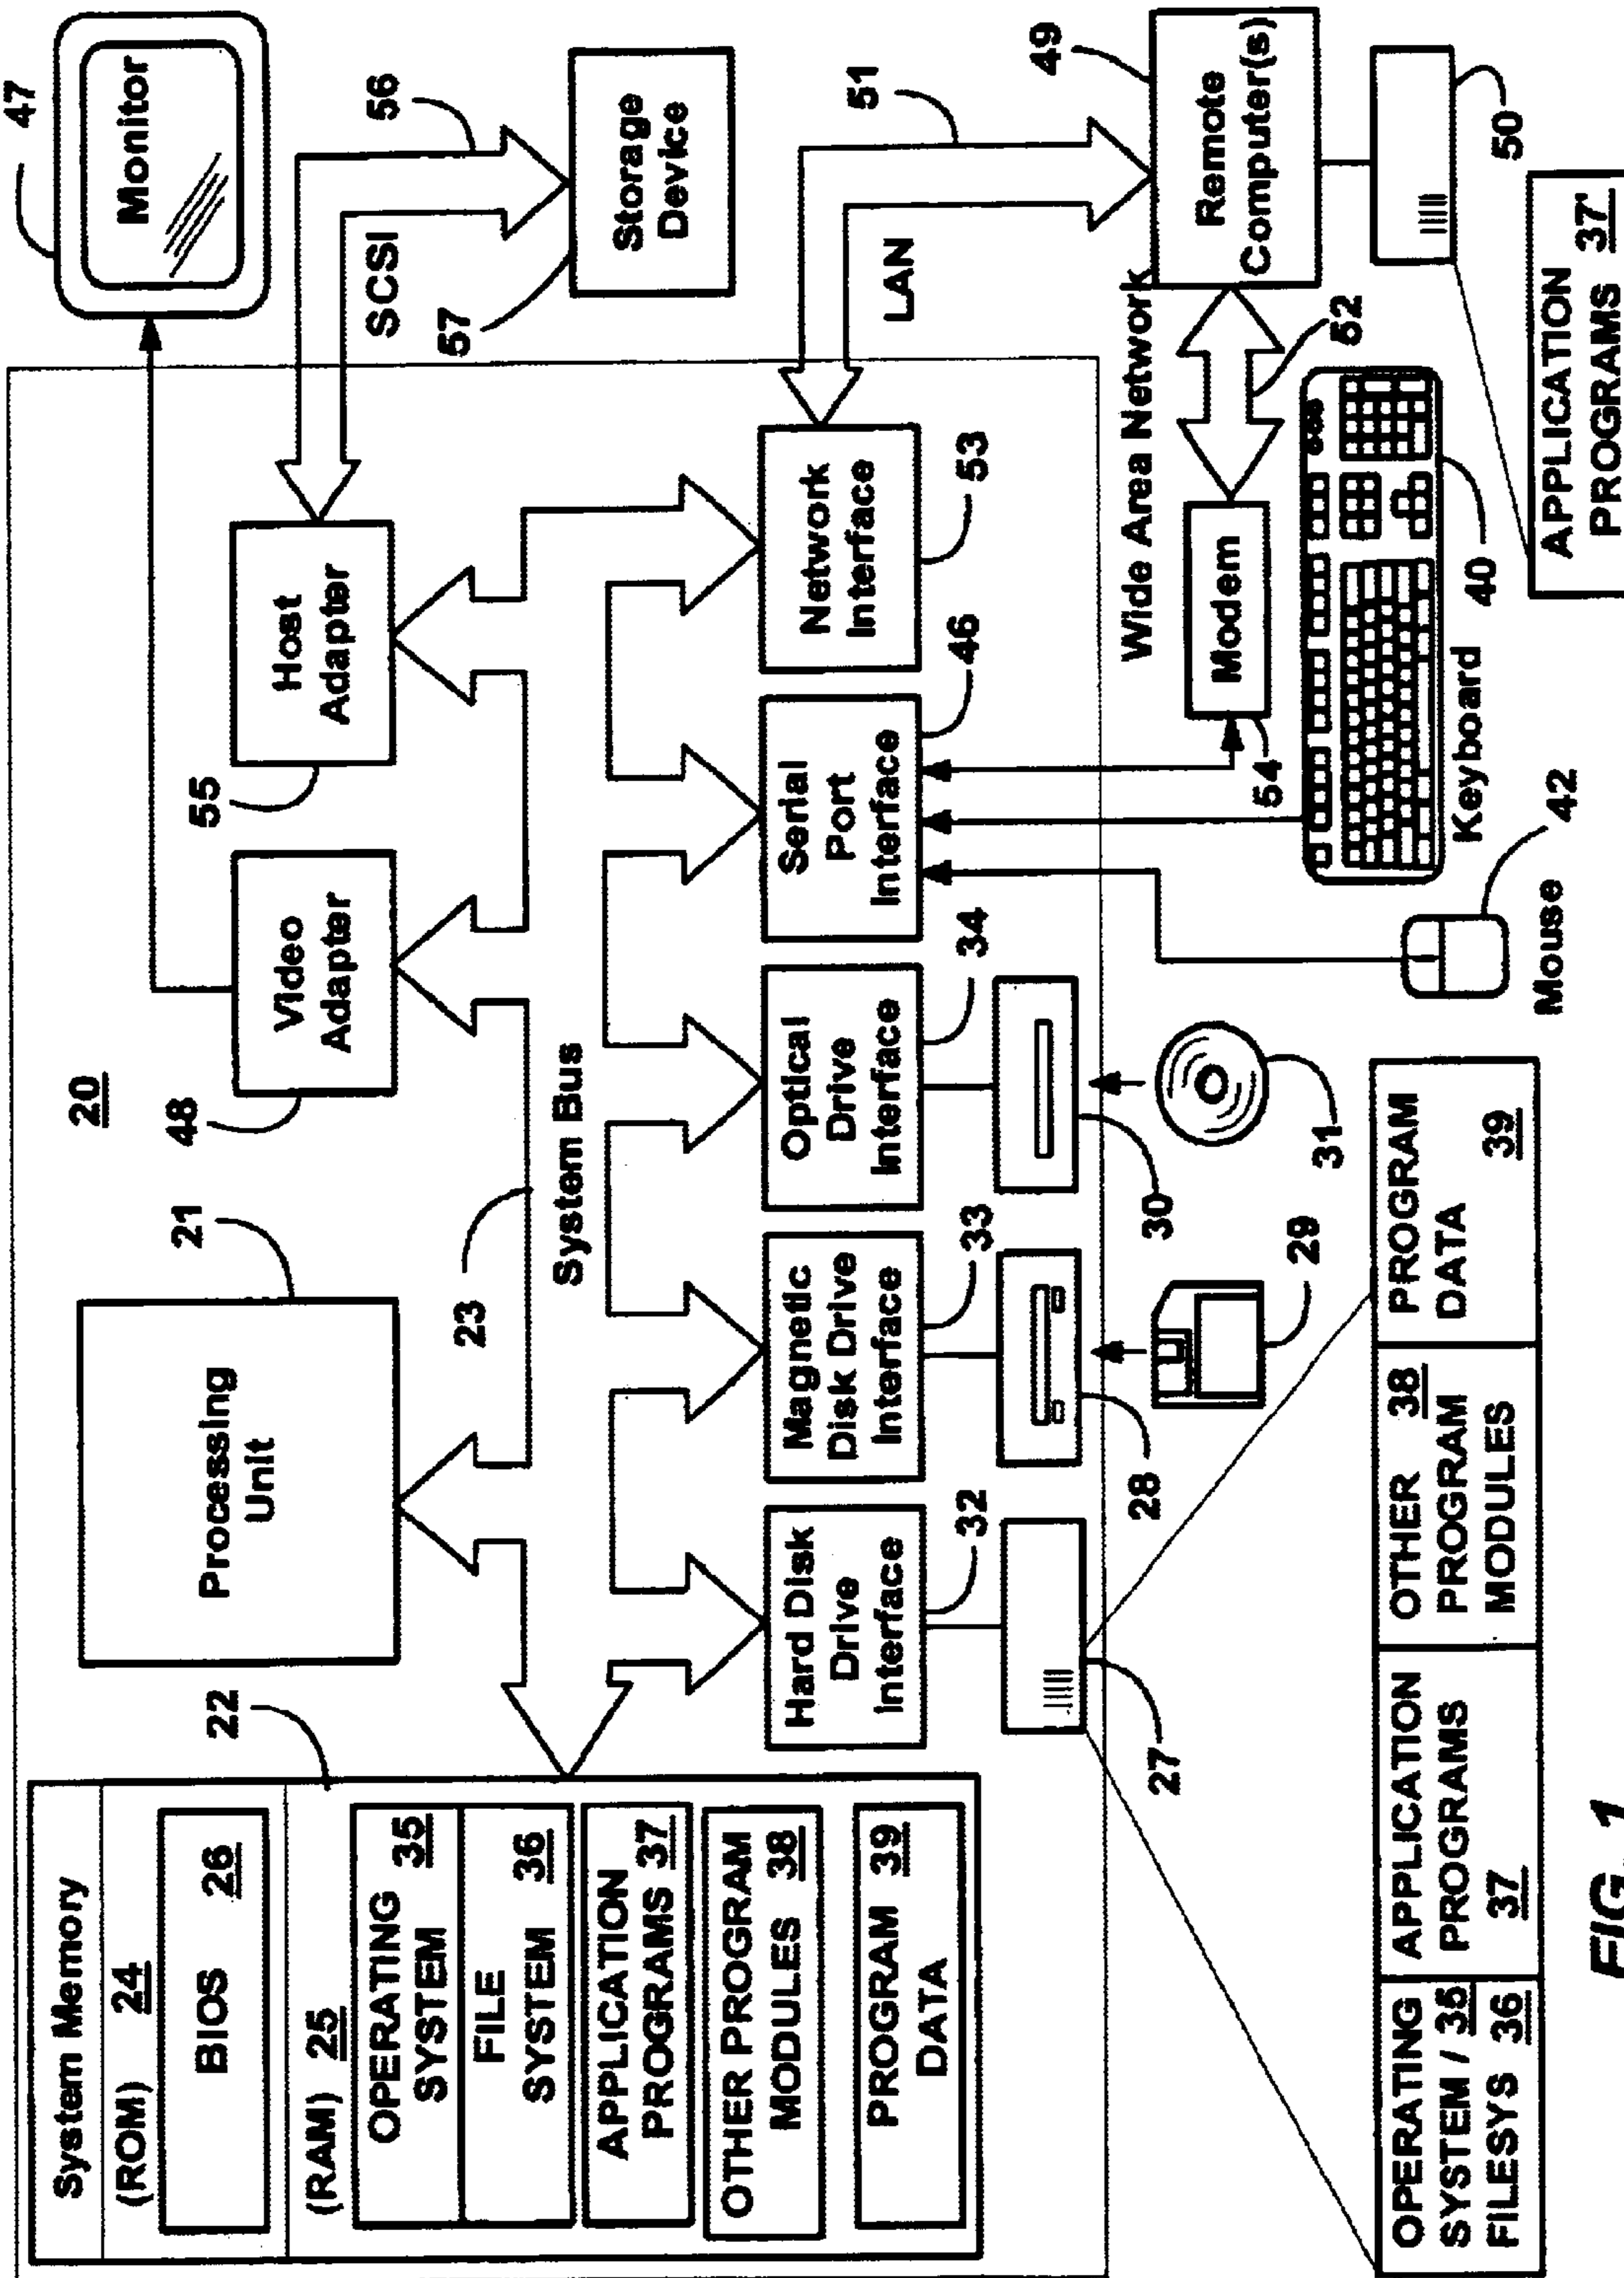 System Memory
(ROM) 24
BIOS 26
(RAM) 25
OPERATING
SYSTEM 35
FILE
SYSTEM 36
APPLICATION
PROGRAMS 37
OTHER PROGRAM
MODULES 38
PROGRAM 39
DATA
22
Processing
Unit
21
20
Video
Adapter
48
Host
Adapter
55
Monitor
47
SCSI
56
Storage
Device
57
23
System Bus
Hard Disk
Drive
Interface
32
Magnetic
Disk Drive
Interface
33
Optical
Drive
Interface
34
Serial
Port
Interface
46
Network
Interface
53
LAN
51
27
28
29
30
31
Wide Area Network
Modem
54
52
Remote
Computer(s)
49
50
Keyboard
40
Mouse
42
OPERATING
SYSTEM / 35
FILESYS 36
APPLICATION
PROGRAMS
37
OTHER 38
PROGRAM
MODULES
PROGRAM
DATA
39
APPLICATION
PROGRAMS 37'
FIG. 1